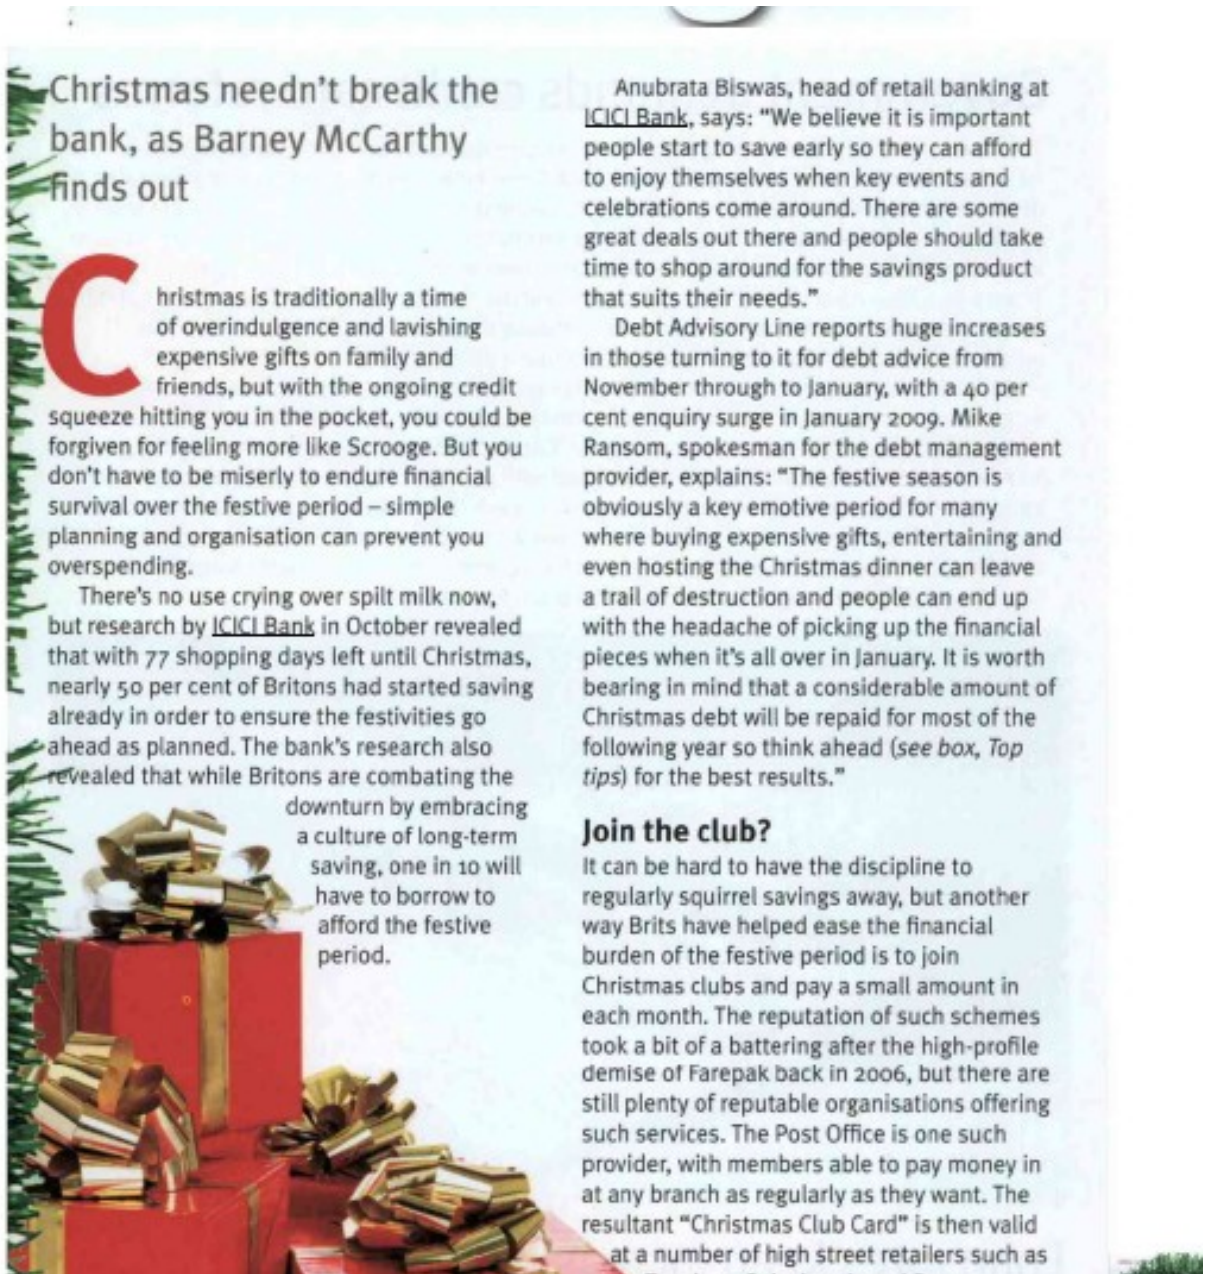 Christmas needn't break the
bank, as Barney McCarthy
finds out
Christmas is traditionally a time
of overindulgence and lavishing
expensive gifts on family and
friends, but with the ongoing credit
squeeze hitting you in the pocket, you could be
forgiven for feeling more like Scrooge. But you
don't have to be miserly to endure financial
survival over the festive period – simple
planning and organisation can prevent you
overspending.
There's no use crying over spilt milk now,
but research by ICICI Bank in October revealed
that with 77 shopping days left until Christmas,
nearly 50 per cent of Britons had started saving
already in order to ensure the festivities go
ahead as planned. The bank's research also
revealed that while Britons are combating the
downturn by embracing
a culture of long-term
saving, one in 10 will
have to borrow to
afford the festive
period.
Anubrata Biswas, head of retail banking at
ICICI Bank, says: "We believe it is important
people start to save early so they can afford
to enjoy themselves when key events and
celebrations come around. There are some
great deals out there and people should take
time to shop around for the savings product
that suits their needs."
Debt Advisory Line reports huge increases
in those turning to it for debt advice from
November through to January, with a 40 per
cent enquiry surge in January 2009. Mike
Ransom, spokesman for the debt management
provider, explains: "The festive season is
obviously a key emotive period for many
where buying expensive gifts, entertaining and
even hosting the Christmas dinner can leave
a trail of destruction and people can end up
with the headache of picking up the financial
pieces when it's all over in January. It is worth
bearing in mind that a considerable amount of
Christmas debt will be repaid for most of the
following year so think ahead (see box, Top
tips) for the best results."
Join the club?
It can be hard to have the discipline to
regularly squirrel savings away, but another
way Brits have helped ease the financial
burden of the festive period is to join
Christmas clubs and pay a small amount in
each month. The reputation of such schemes
took a bit of a battering after the high-profile
demise of Farepak back in 2006, but there are
still plenty of reputable organisations offering
such services. The Post Office is one such
provider, with members able to pay money in
at any branch as regularly as they want. The
resultant "Christmas Club Card" is then valid
at a number of high street retailers such as